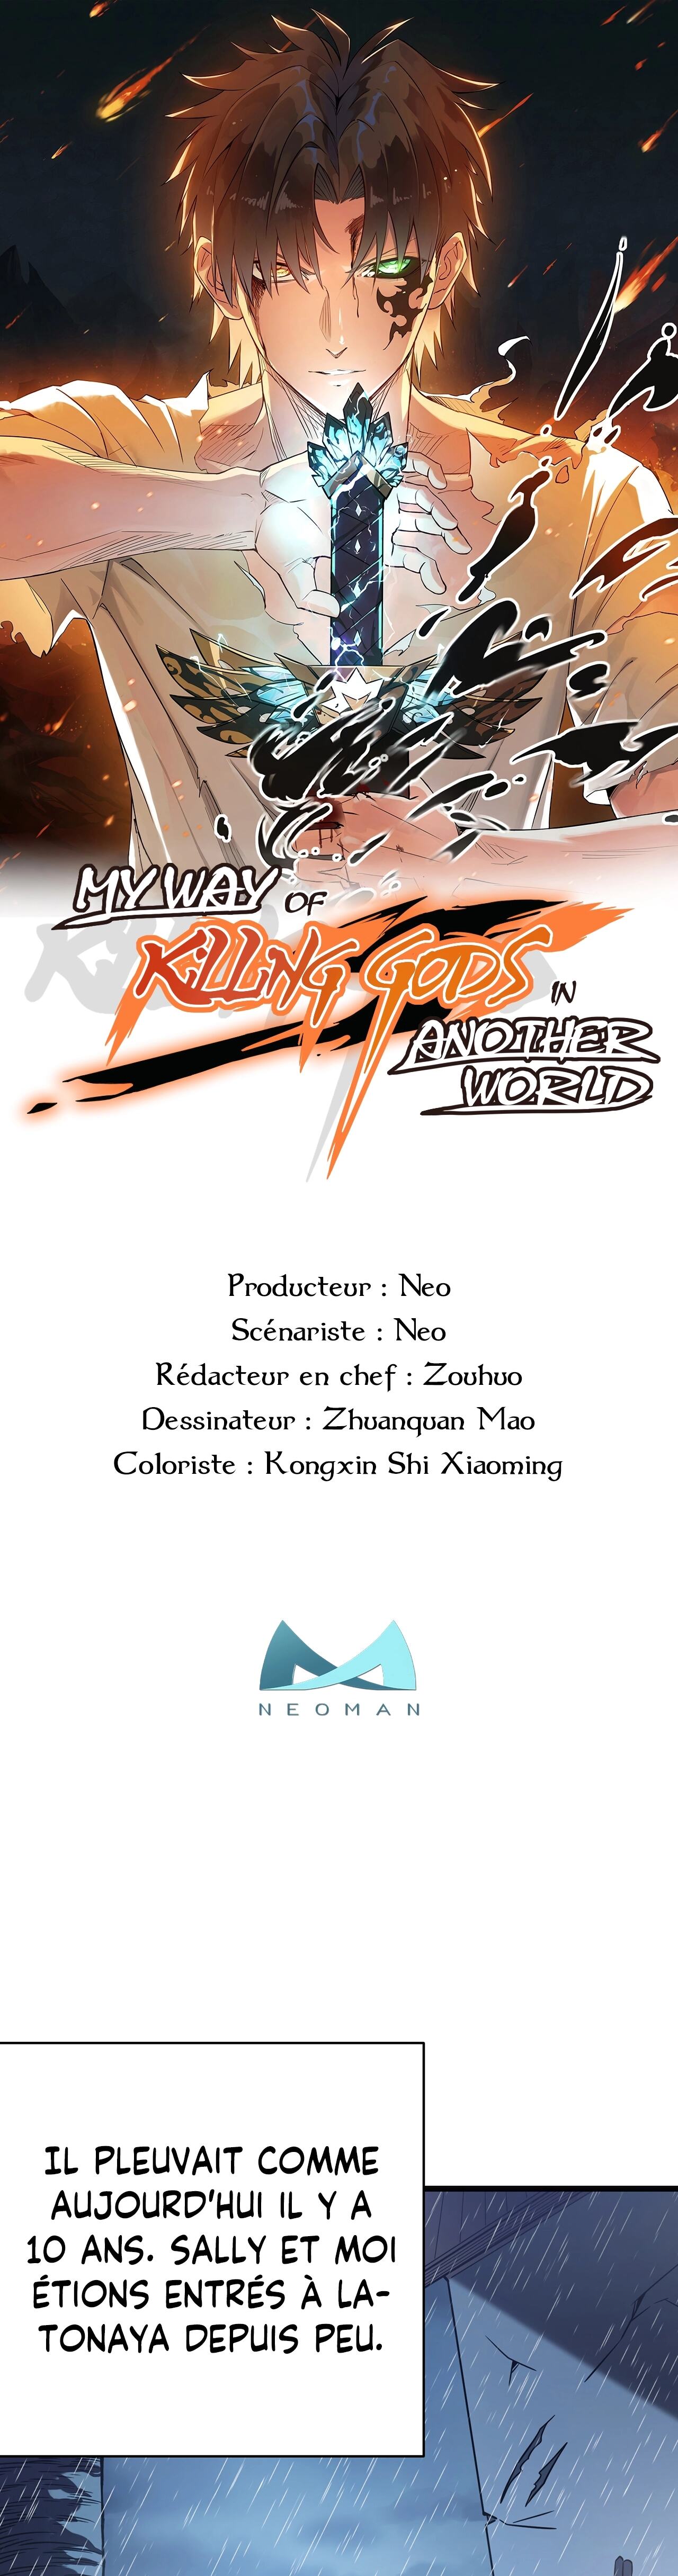 MY WAY OF
KILLING GODS IN
ANOTHER
WORLD
Producteur : Neo
Scénariste : Neo
Rédacteur en chef : Zouhuo
Dessinateur : Zhuanquan Mao
Coloriste : Kongxin Shi Xiaoming
NEOMAN
IL PLEUVAIT COMME
AUJOURD'HUI IL Y A
10 ANS. SALLY ET MOI
ÉTIONS ENTRÉS À LA-
TONAYA DEPUIS PEU.